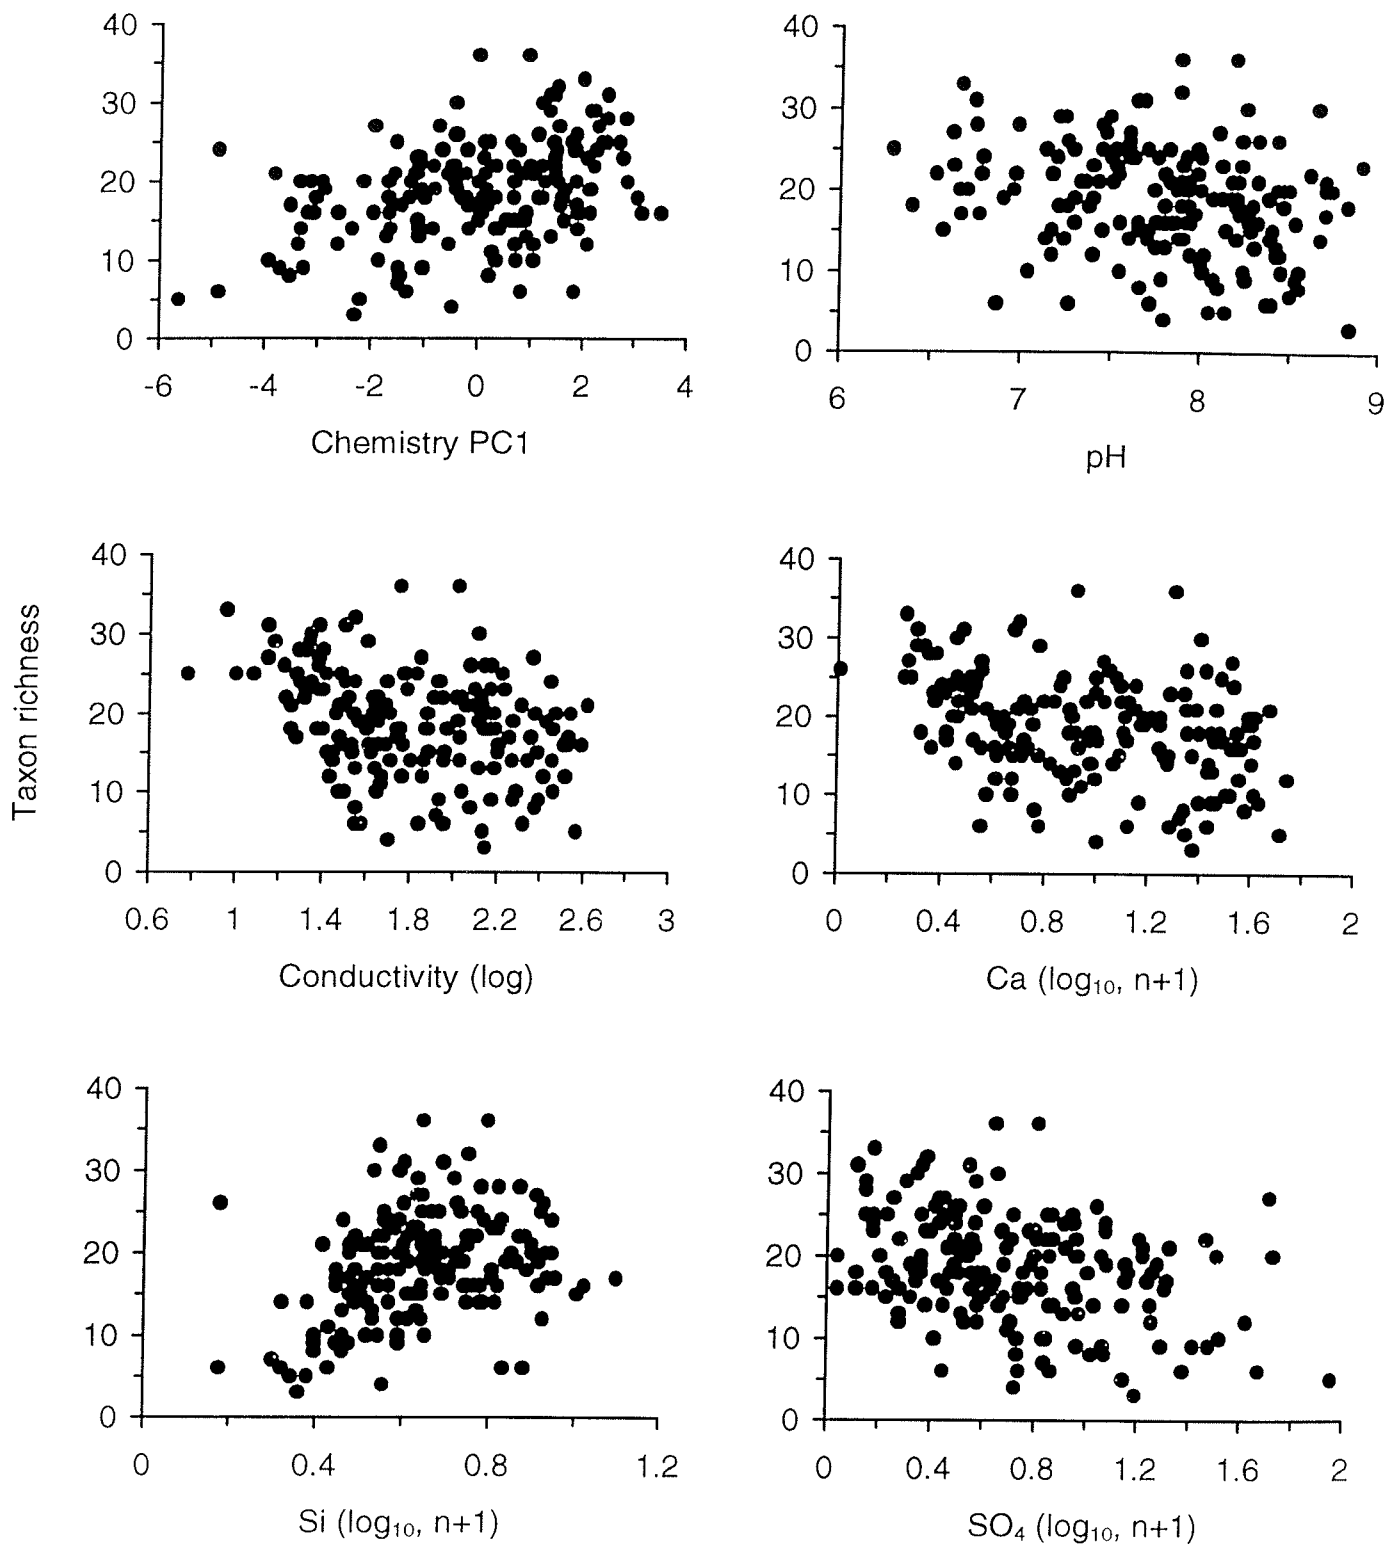 40
30
20
10
0
-6 -4 -2 0 2 4
Chemistry PC1
40
30
20
10
0
6 7 8 9
pH
Taxon richness
40
30
20
10
0
0.6 1 1.4 1.8 2.2 2.6 3
Conductivity (log)
40
30
20
10
0
0 0.4 0.8 1.2 1.6 2
Ca (log₁₀, n+1)
40
30
20
10
0
0 0.4 0.8 1.2
Si (log₁₀, n+1)
40
30
20
10
0
0 0.4 0.8 1.2 1.6 2
SO₄ (log₁₀, n+1)